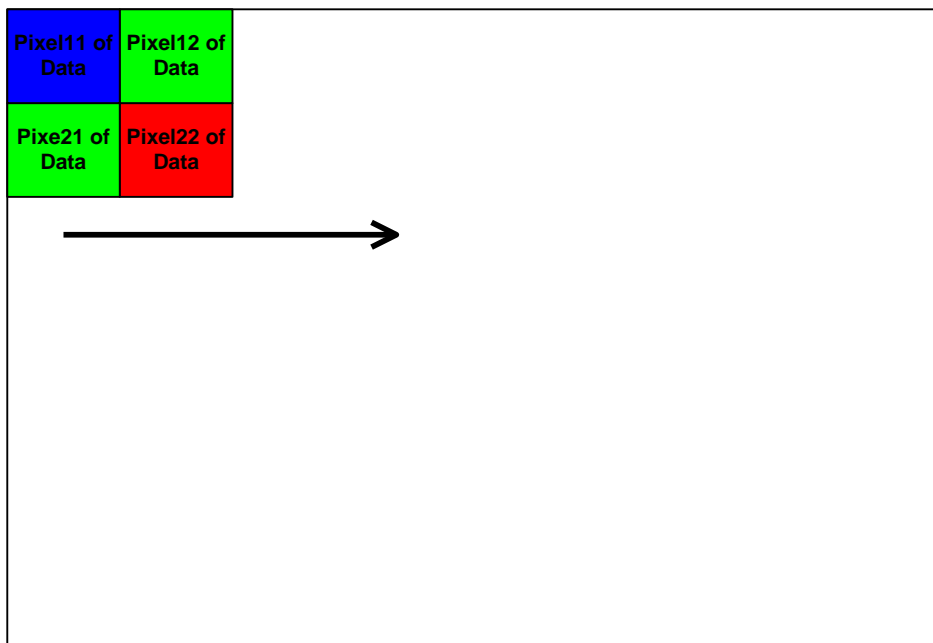 Pixel11 of
Data
Pixel12 of
Data
Pixe21 of
Data
Pixel22 of
Data